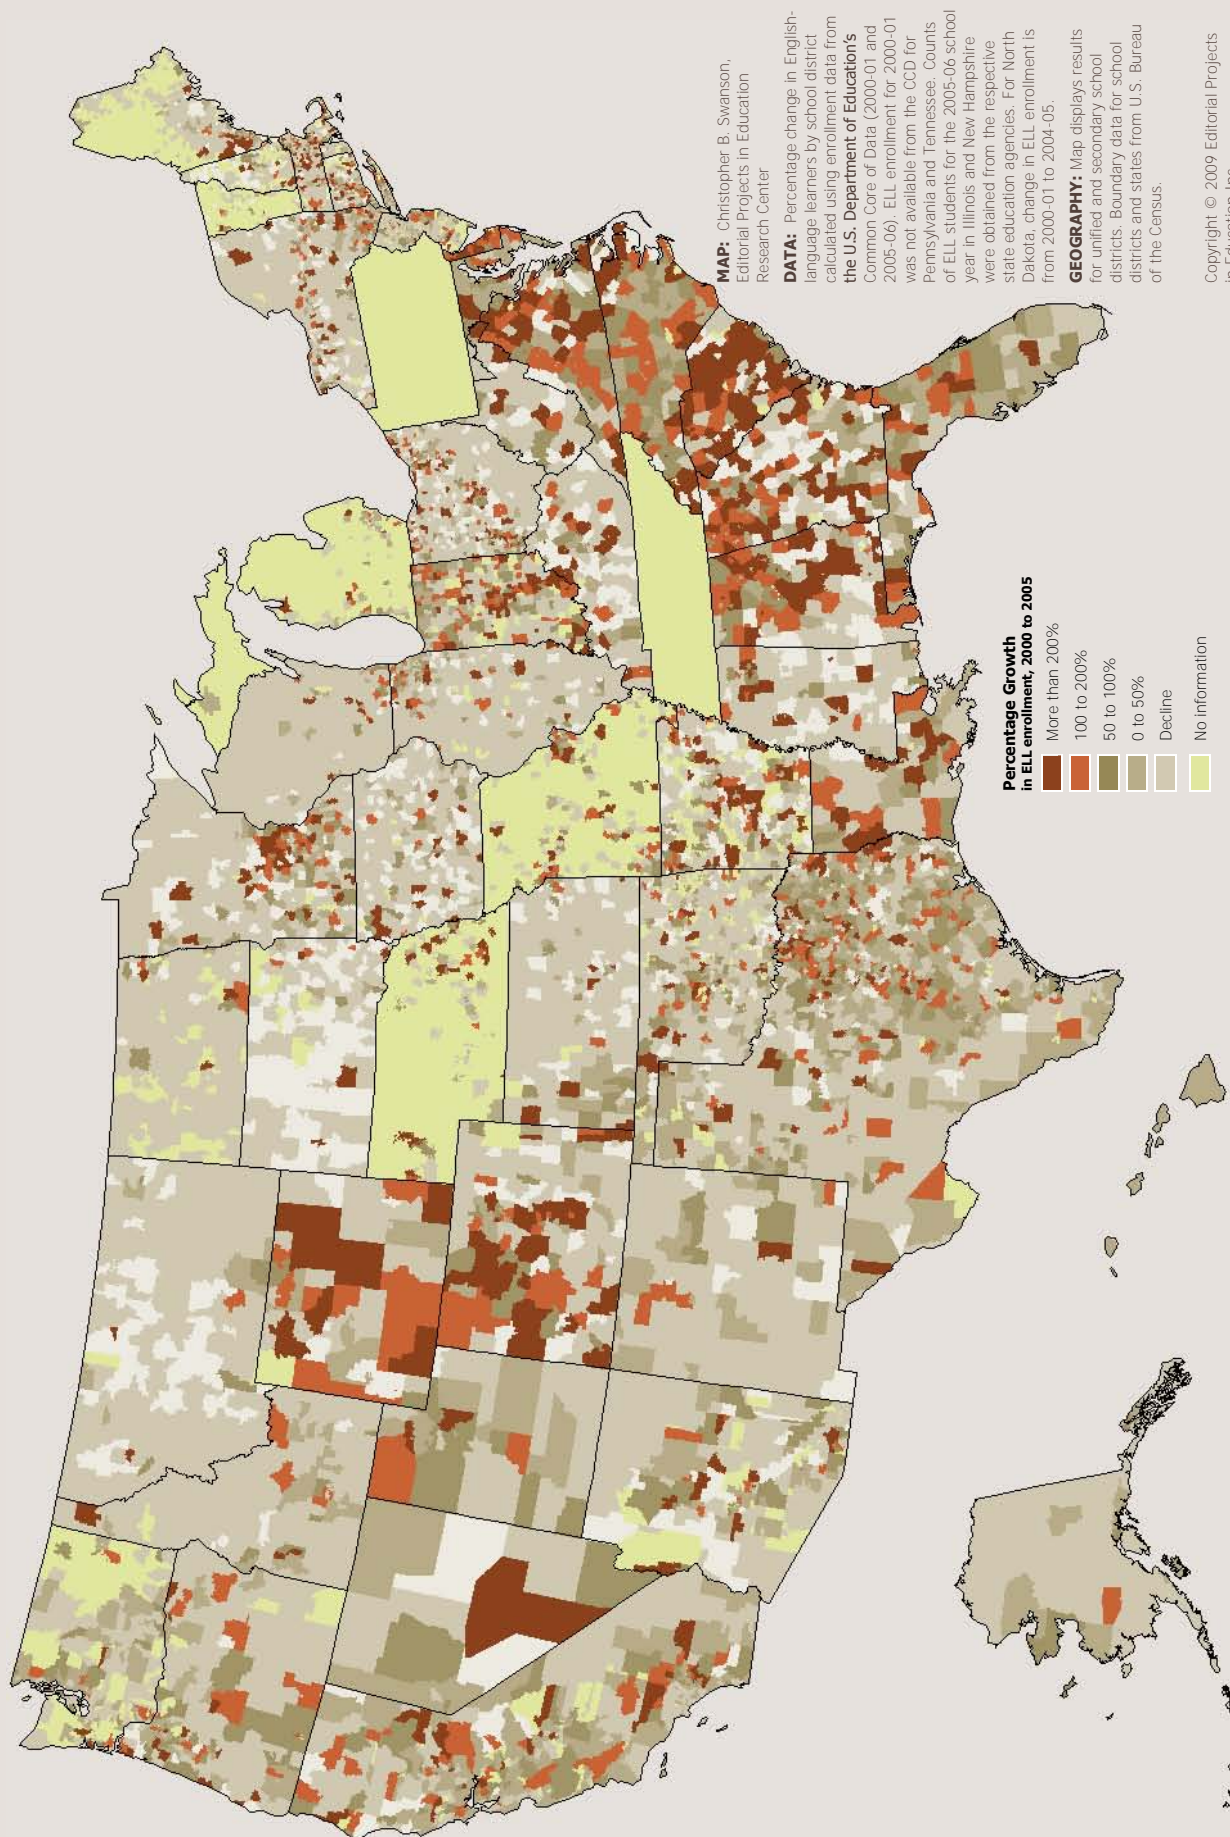 MAP: Christopher B. Swanson,
Editorial Projects in Education
Research Center
DATA: Percentage change in English-
language learners by school district
calculated using enrollment data from
the U.S. Department of Education's
Common Core of Data (2000-01 and
2005-06). ELL enrollment for 2000-01
was not available from the CCD for
Pennsylvania and Tennessee. Counts
of ELL students for the 2005-06 school
year in Illinois and New Hampshire
were obtained from the respective
state education agencies. For North
Dakota, change in ELL enrollment is
from 2000-01 to 2004-05.
GEOGRAPHY: Map displays results
for unified and secondary school
districts. Boundary data for school
districts and states from U.S. Bureau
of the Census.
Copyright © 2009 Editorial Projects
in Education Inc.
Percentage Growth
in ELL enrollment, 2000 to 2005
More than 200%
100 to 200%
50 to 100%
0 to 50%
Decline
No information